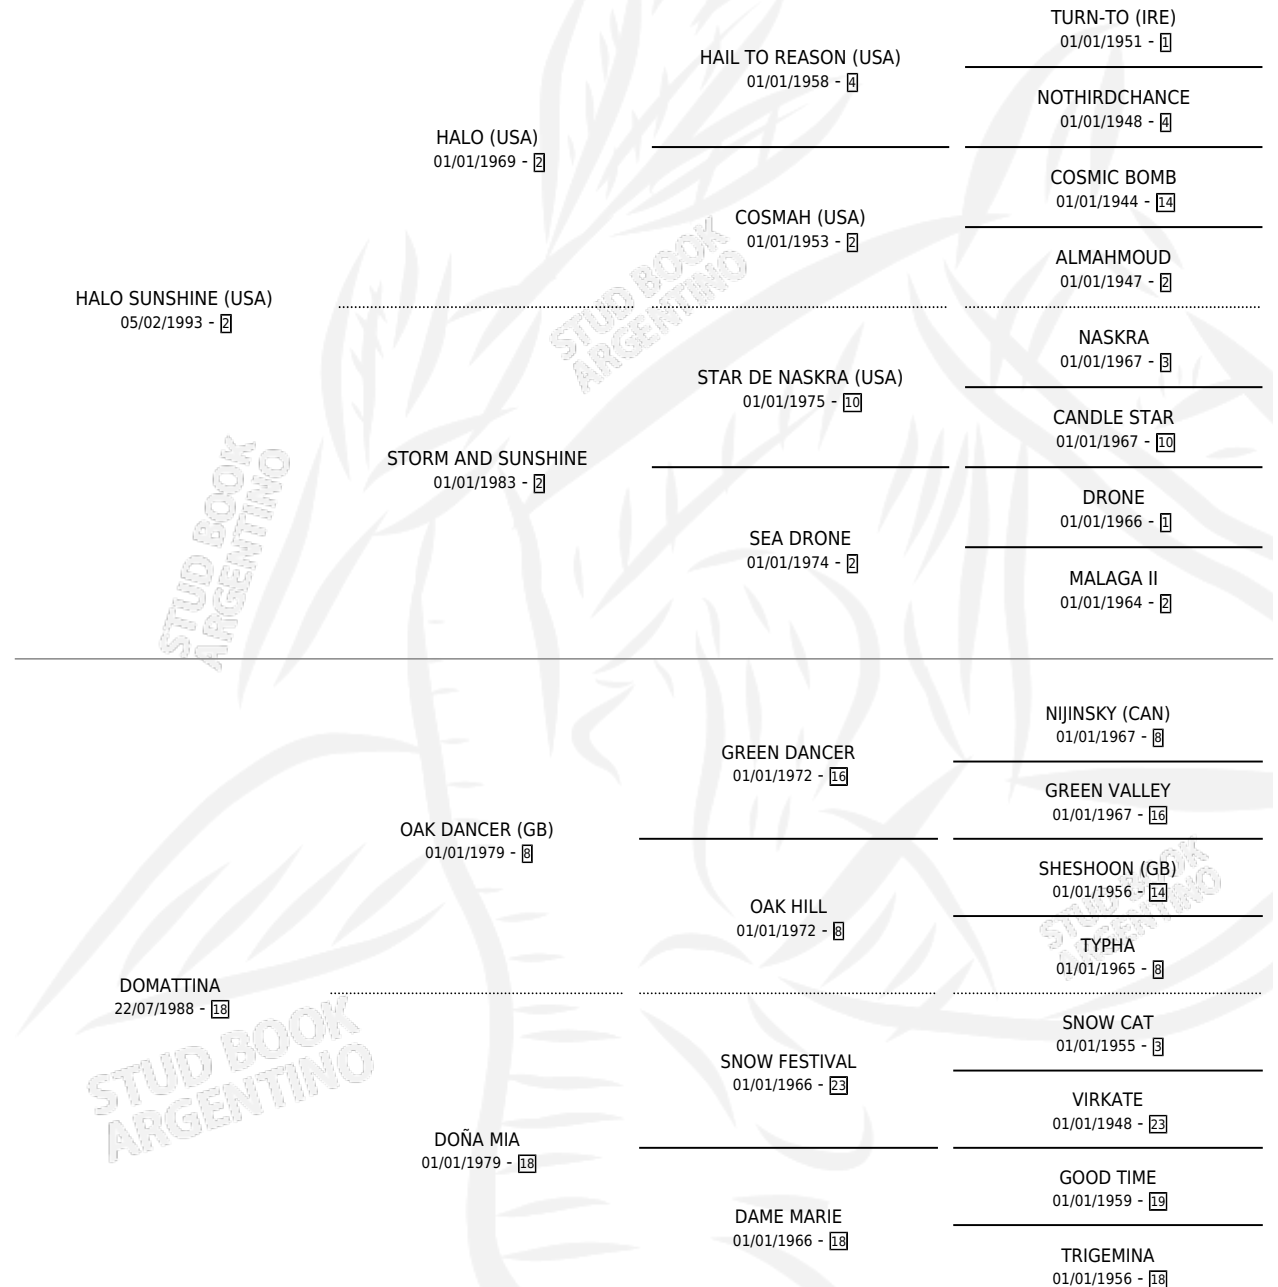 TURN-TO (IRE)
01/01/1951 - 1
HAIL TO REASON (USA)
01/01/1958 - 4
NOTHIRDCHANCE
01/01/1948 - 4
HALO (USA)
01/01/1969 - 2
COSMIC BOMB
01/01/1944 - 14
COSMAH (USA)
01/01/1953 - 2
ALMAHMOUD
01/01/1947 - 2
HALO SUNSHINE (USA)
05/02/1993 - 2
STUD BOOK
ARGENTINO
NASKRA
01/01/1967 - 3
STAR DE NASKRA (USA)
01/01/1975 - 10
CANDLE STAR
01/01/1967 - 10
STORM AND SUNSHINE
01/01/1983 - 2
DRONE
01/01/1966 - 1
SEA DRONE
01/01/1974 - 2
MALAGA II
01/01/1964 - 2
STUD BOOK
ARGENTINO
NIJINSKY (CAN)
01/01/1967 - 8
GREEN DANCER
01/01/1972 - 16
GREEN VALLEY
01/01/1967 - 16
OAK DANCER (GB)
01/01/1979 - 8
SHESHOON (GB)
01/01/1956 - 14
OAK HILL
01/01/1972 - 8
STUD BOOK
ARGENTINO
TYPHA
01/01/1965 - 8
DOMATTINA
22/07/1988 - 18
SNOW CAT
01/01/1955 - 3
SNOW FESTIVAL
01/01/1966 - 23
STUD BOOK
ARGENTINO
VIRKATE
01/01/1948 - 23
DOÑA MIA
01/01/1979 - 18
GOOD TIME
01/01/1959 - 19
DAME MARIE
01/01/1966 - 18
TRIGEMINA
01/01/1956 - 18